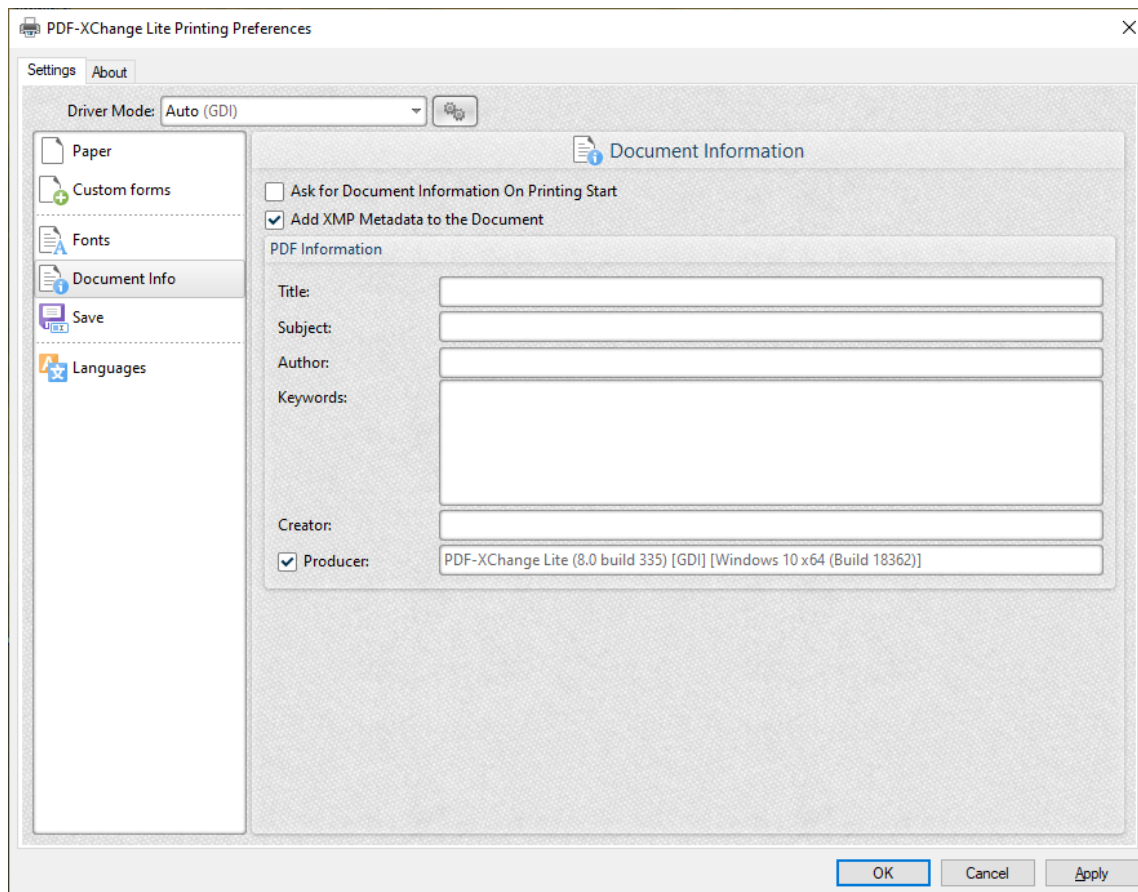 PDF-XChange Lite Printing Preferences
Settings About
Driver Mode: Auto (GDI)
Paper
Custom forms
Fonts
Document Info
Save
Languages
Document Information
Ask for Document Information On Printing Start
Add XMP Metadata to the Document
PDF Information
Title:
Subject:
Author:
Keywords:
Creator:
Producer: PDF-XChange Lite (8.0 build 335) [GDI] [Windows 10 x64 (Build 18362)]
OK Cancel Apply